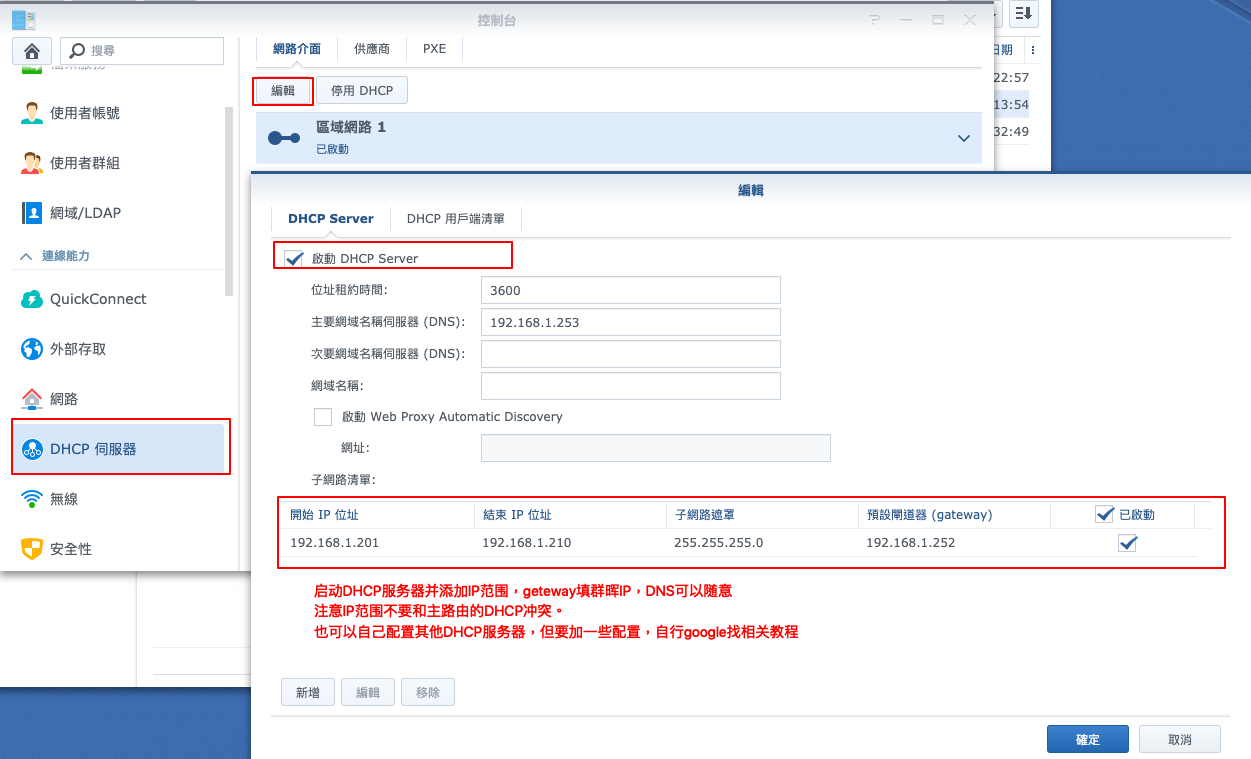 控制台
搜尋
檔案服務
使用者帳號
使用者群組
網域/LDAP
連線能力
QuickConnect
外部存取
網路
DHCP 伺服器
無線
安全性
網路介面
供應商
PXE
編輯
停用 DHCP
區域網路 1
已啟動
日期
22:57
13:54
32:49
編輯
DHCP Server
DHCP 用戶端清單
啟動 DHCP Server
位址租約時間: 3600
主要網域名稱伺服器 (DNS): 192.168.1.253
次要網域名稱伺服器 (DNS):
網域名稱:
啟動 Web Proxy Automatic Discovery
網址:
子網路清單:
開始 IP 位址 結束 IP 位址 子網路遮罩 預設閘道器 (gateway) 已啟動
192.168.1.201 192.168.1.210 255.255.255.0 192.168.1.252
启动DHCP服务器并添加IP范围，geteway填群晖IP，DNS可以随意
注意IP范围不要和主路由的DHCP冲突。
也可以自己配置其他DHCP服务器，但要加一些配置，自行google找相关教程
新增 編輯 移除
確定 取消